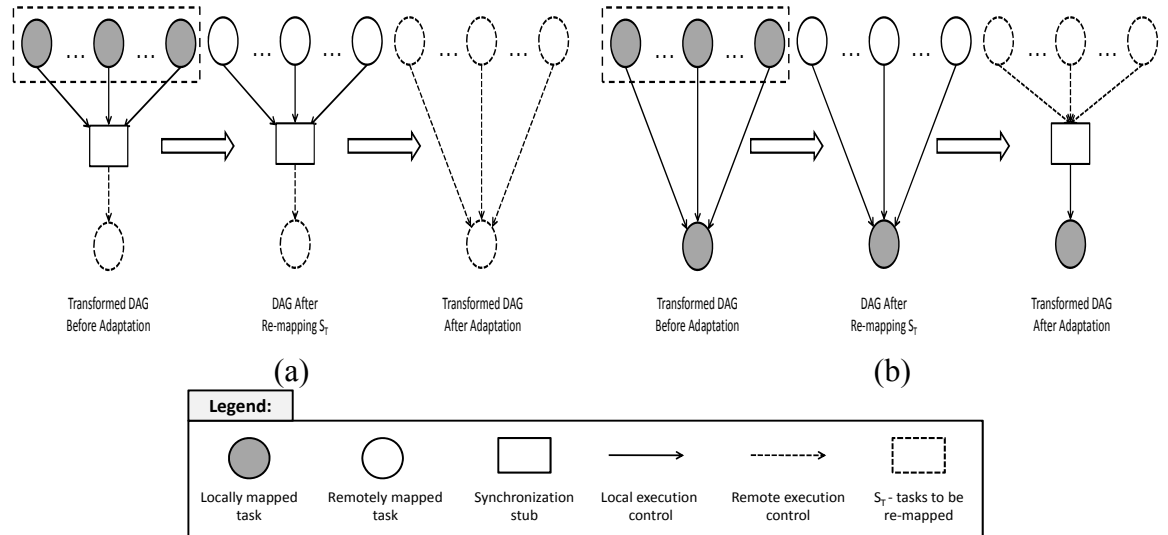 ... ...
... ...
... ...
... ...
... ...
... ...
Transformed DAG
Before Adaptation
DAG After
Re-mapping S_T
Transformed DAG
After Adaptation
Transformed DAG
Before Adaptation
DAG After
Re-mapping S_T
Transformed DAG
After Adaptation
(a)
(b)
Legend:
Locally mapped
task
Remotely mapped
task
Synchronization
stub
Local execution
control
Remote execution
control
S_T - tasks to be
re-mapped